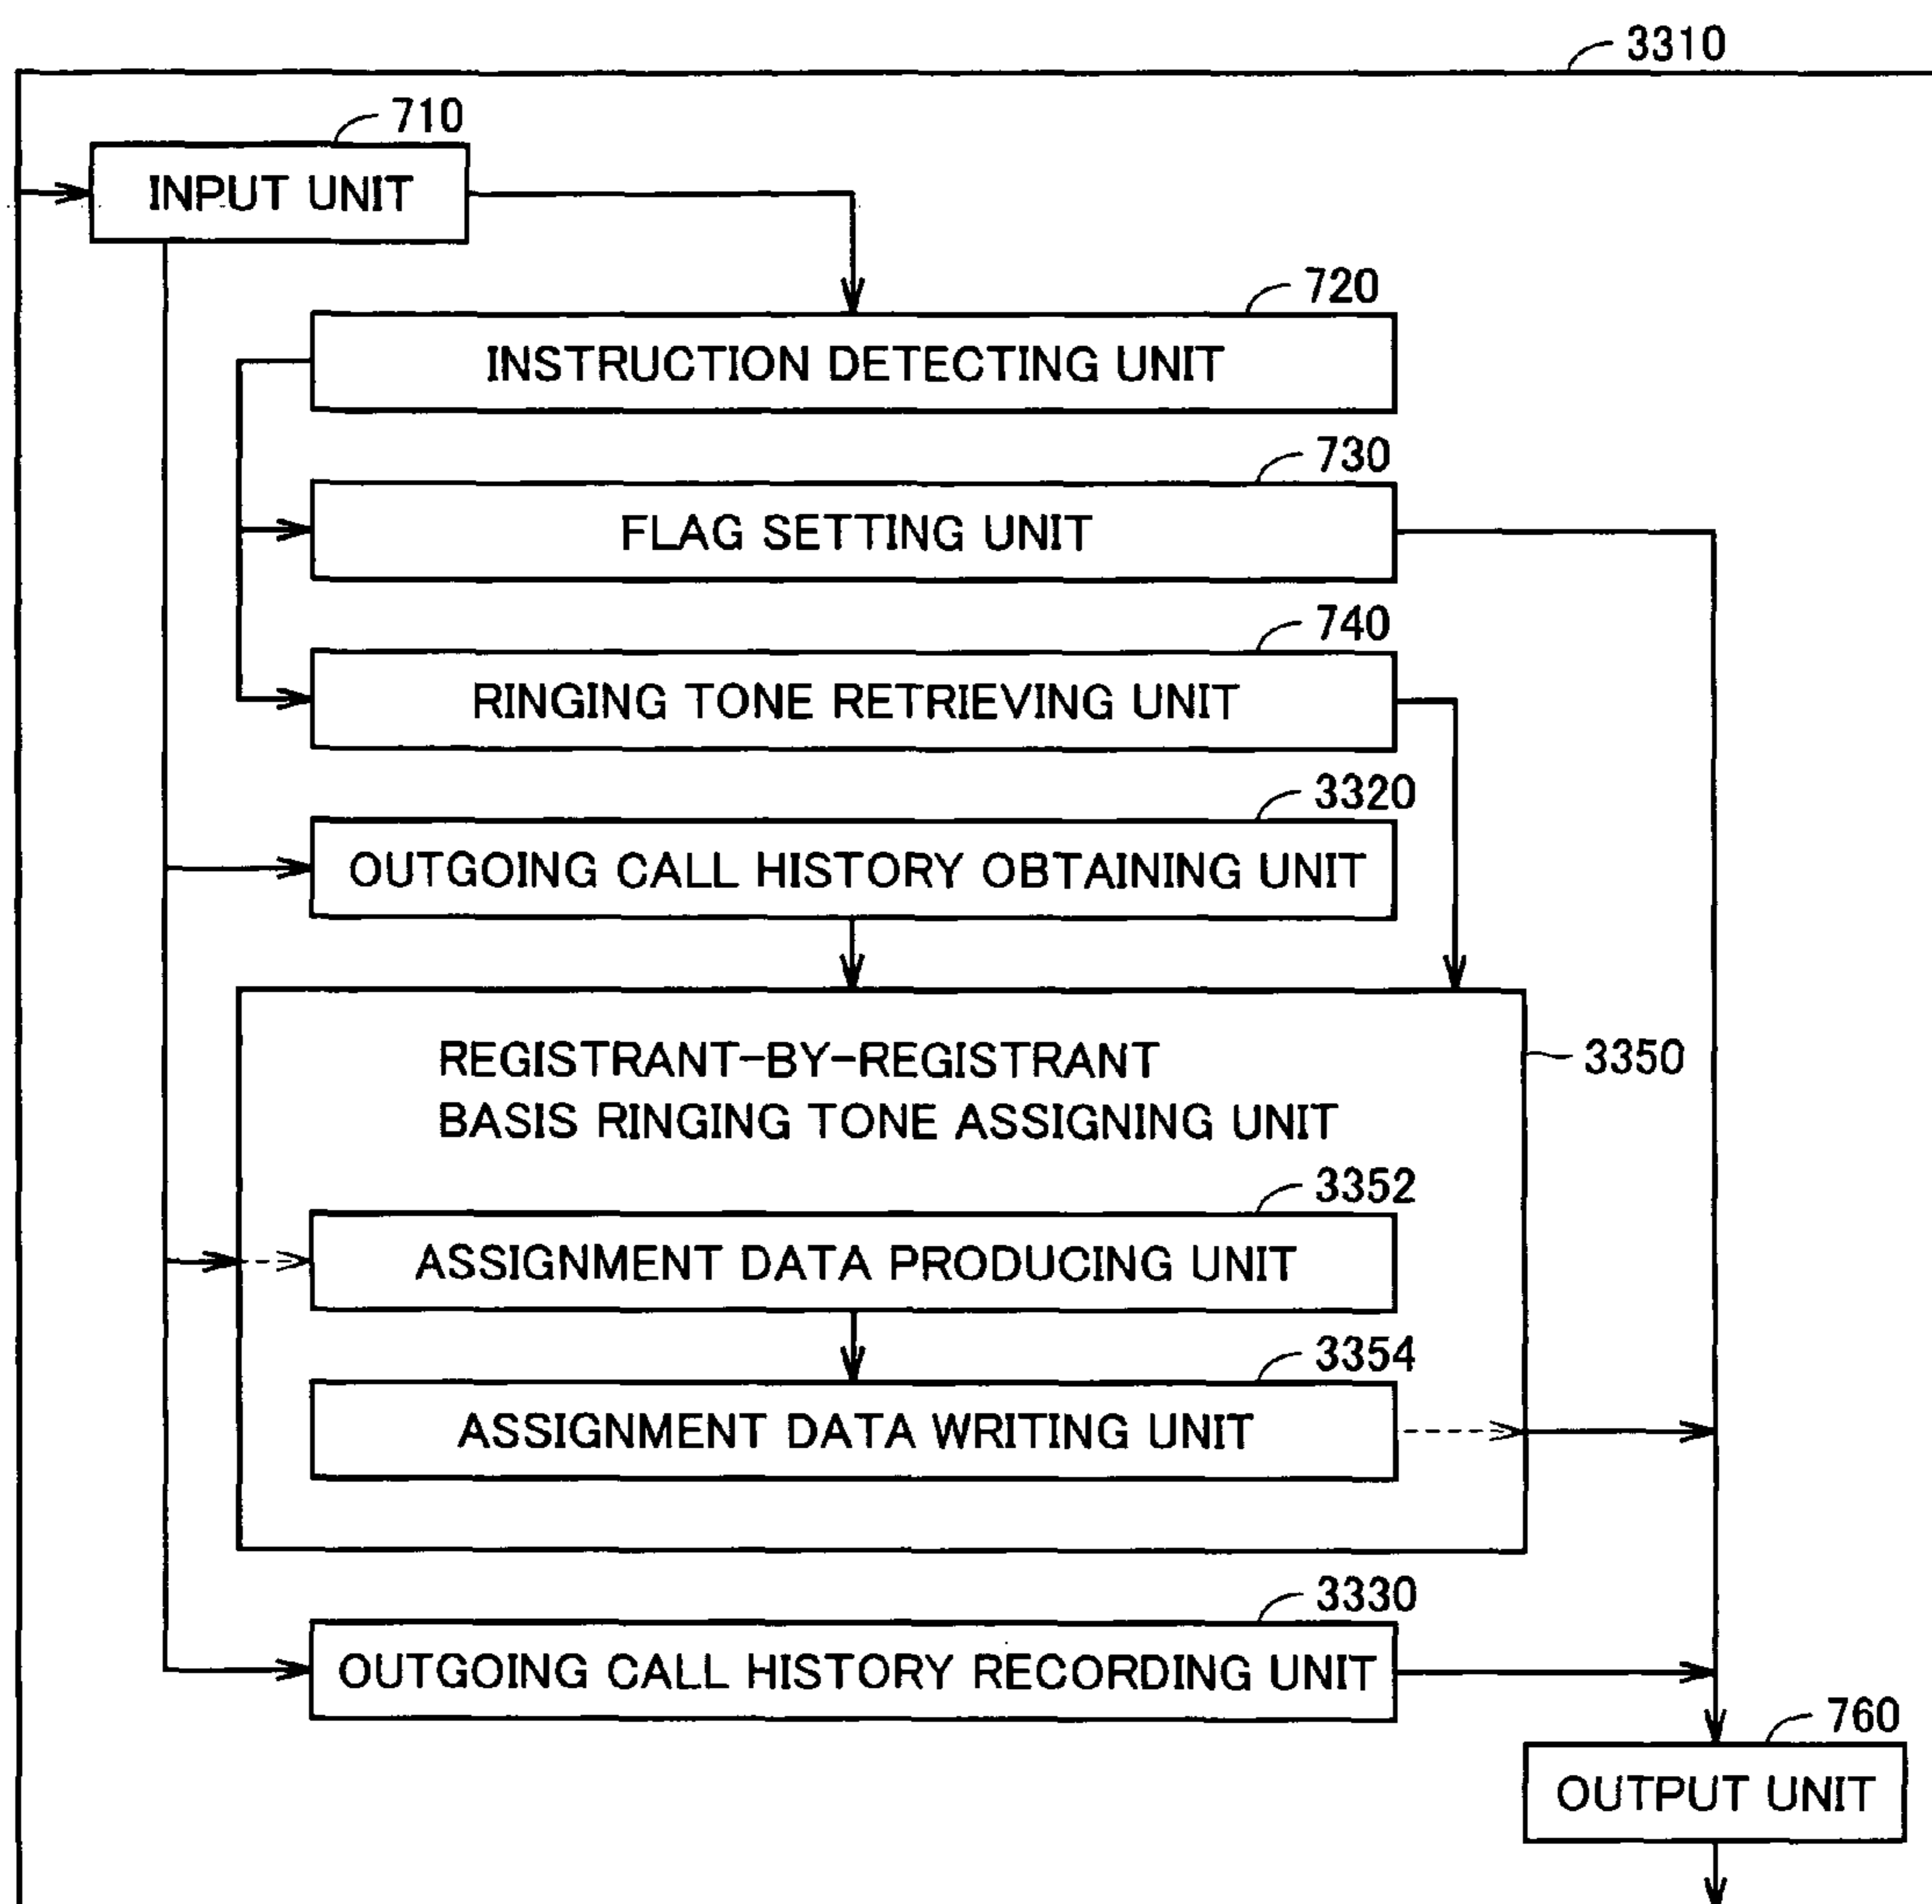 3310
710
INPUT UNIT
720
INSTRUCTION DETECTING UNIT
730
FLAG SETTING UNIT
740
RINGING TONE RETRIEVING UNIT
3320
OUTGOING CALL HISTORY OBTAINING UNIT
REGISTRANT-BY-REGISTRANT
BASIS RINGING TONE ASSIGNING UNIT
3350
3352
ASSIGNMENT DATA PRODUCING UNIT
3354
ASSIGNMENT DATA WRITING UNIT
3330
OUTGOING CALL HISTORY RECORDING UNIT
760
OUTPUT UNIT